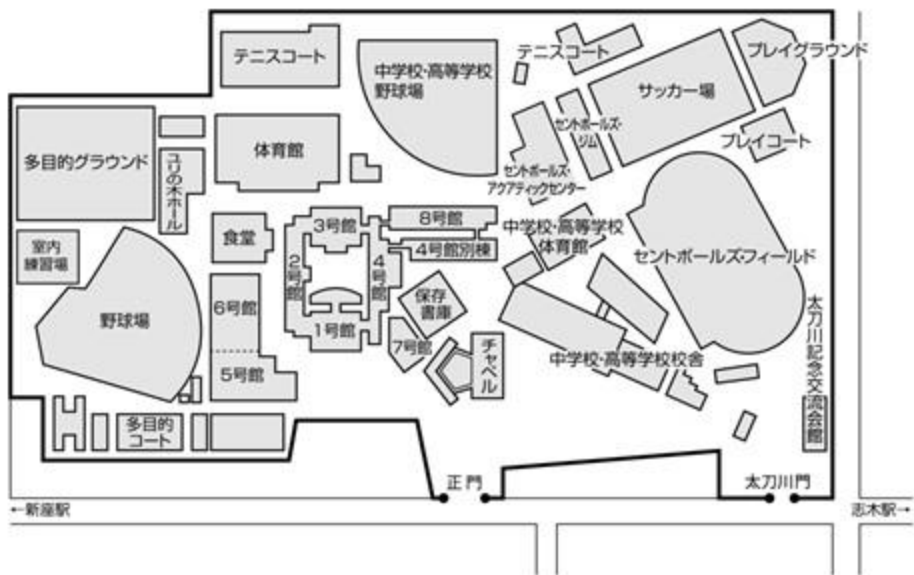 テニスコート
中学校・高等学校
野球場
テニスコート
プレイグラウンド
サッカー場
セントポールズ・
ジム
プレイコート
多目的グラウンド
ユリの木ホール
体育館
セントポールズ・
アクアティックセンター
室内
練習場
食堂
3号館
8号館
4号館別棟
2号館
4号館
1号館
中学校・高等学校
体育館
セントポールズ・フィールド
野球場
6号館
5号館
保存
書庫
7号館
チャペル
中学校・高等学校校舎
太刀川記念交流会館
多目的
コート
正門
太刀川門
←新座駅
志木駅→